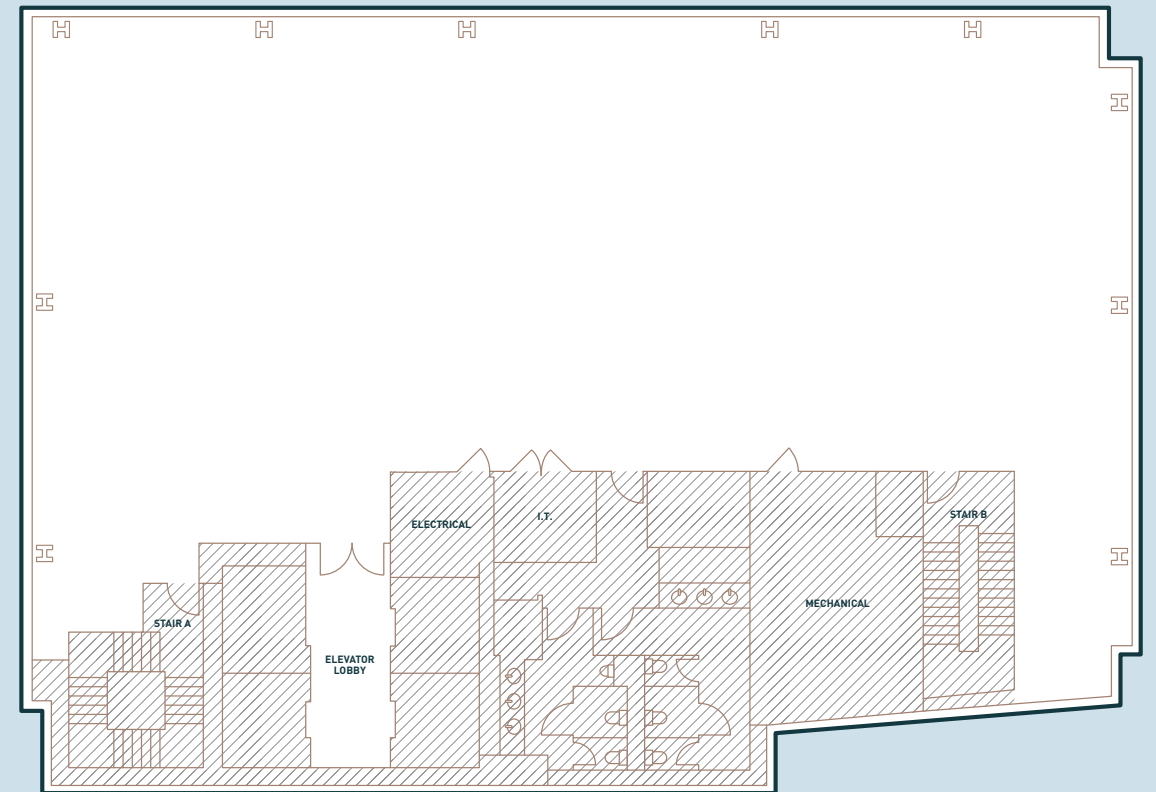 ELECTRICAL
I.T.
STAIR B
MECHANICAL
STAIR A
ELEVATOR
LOBBY